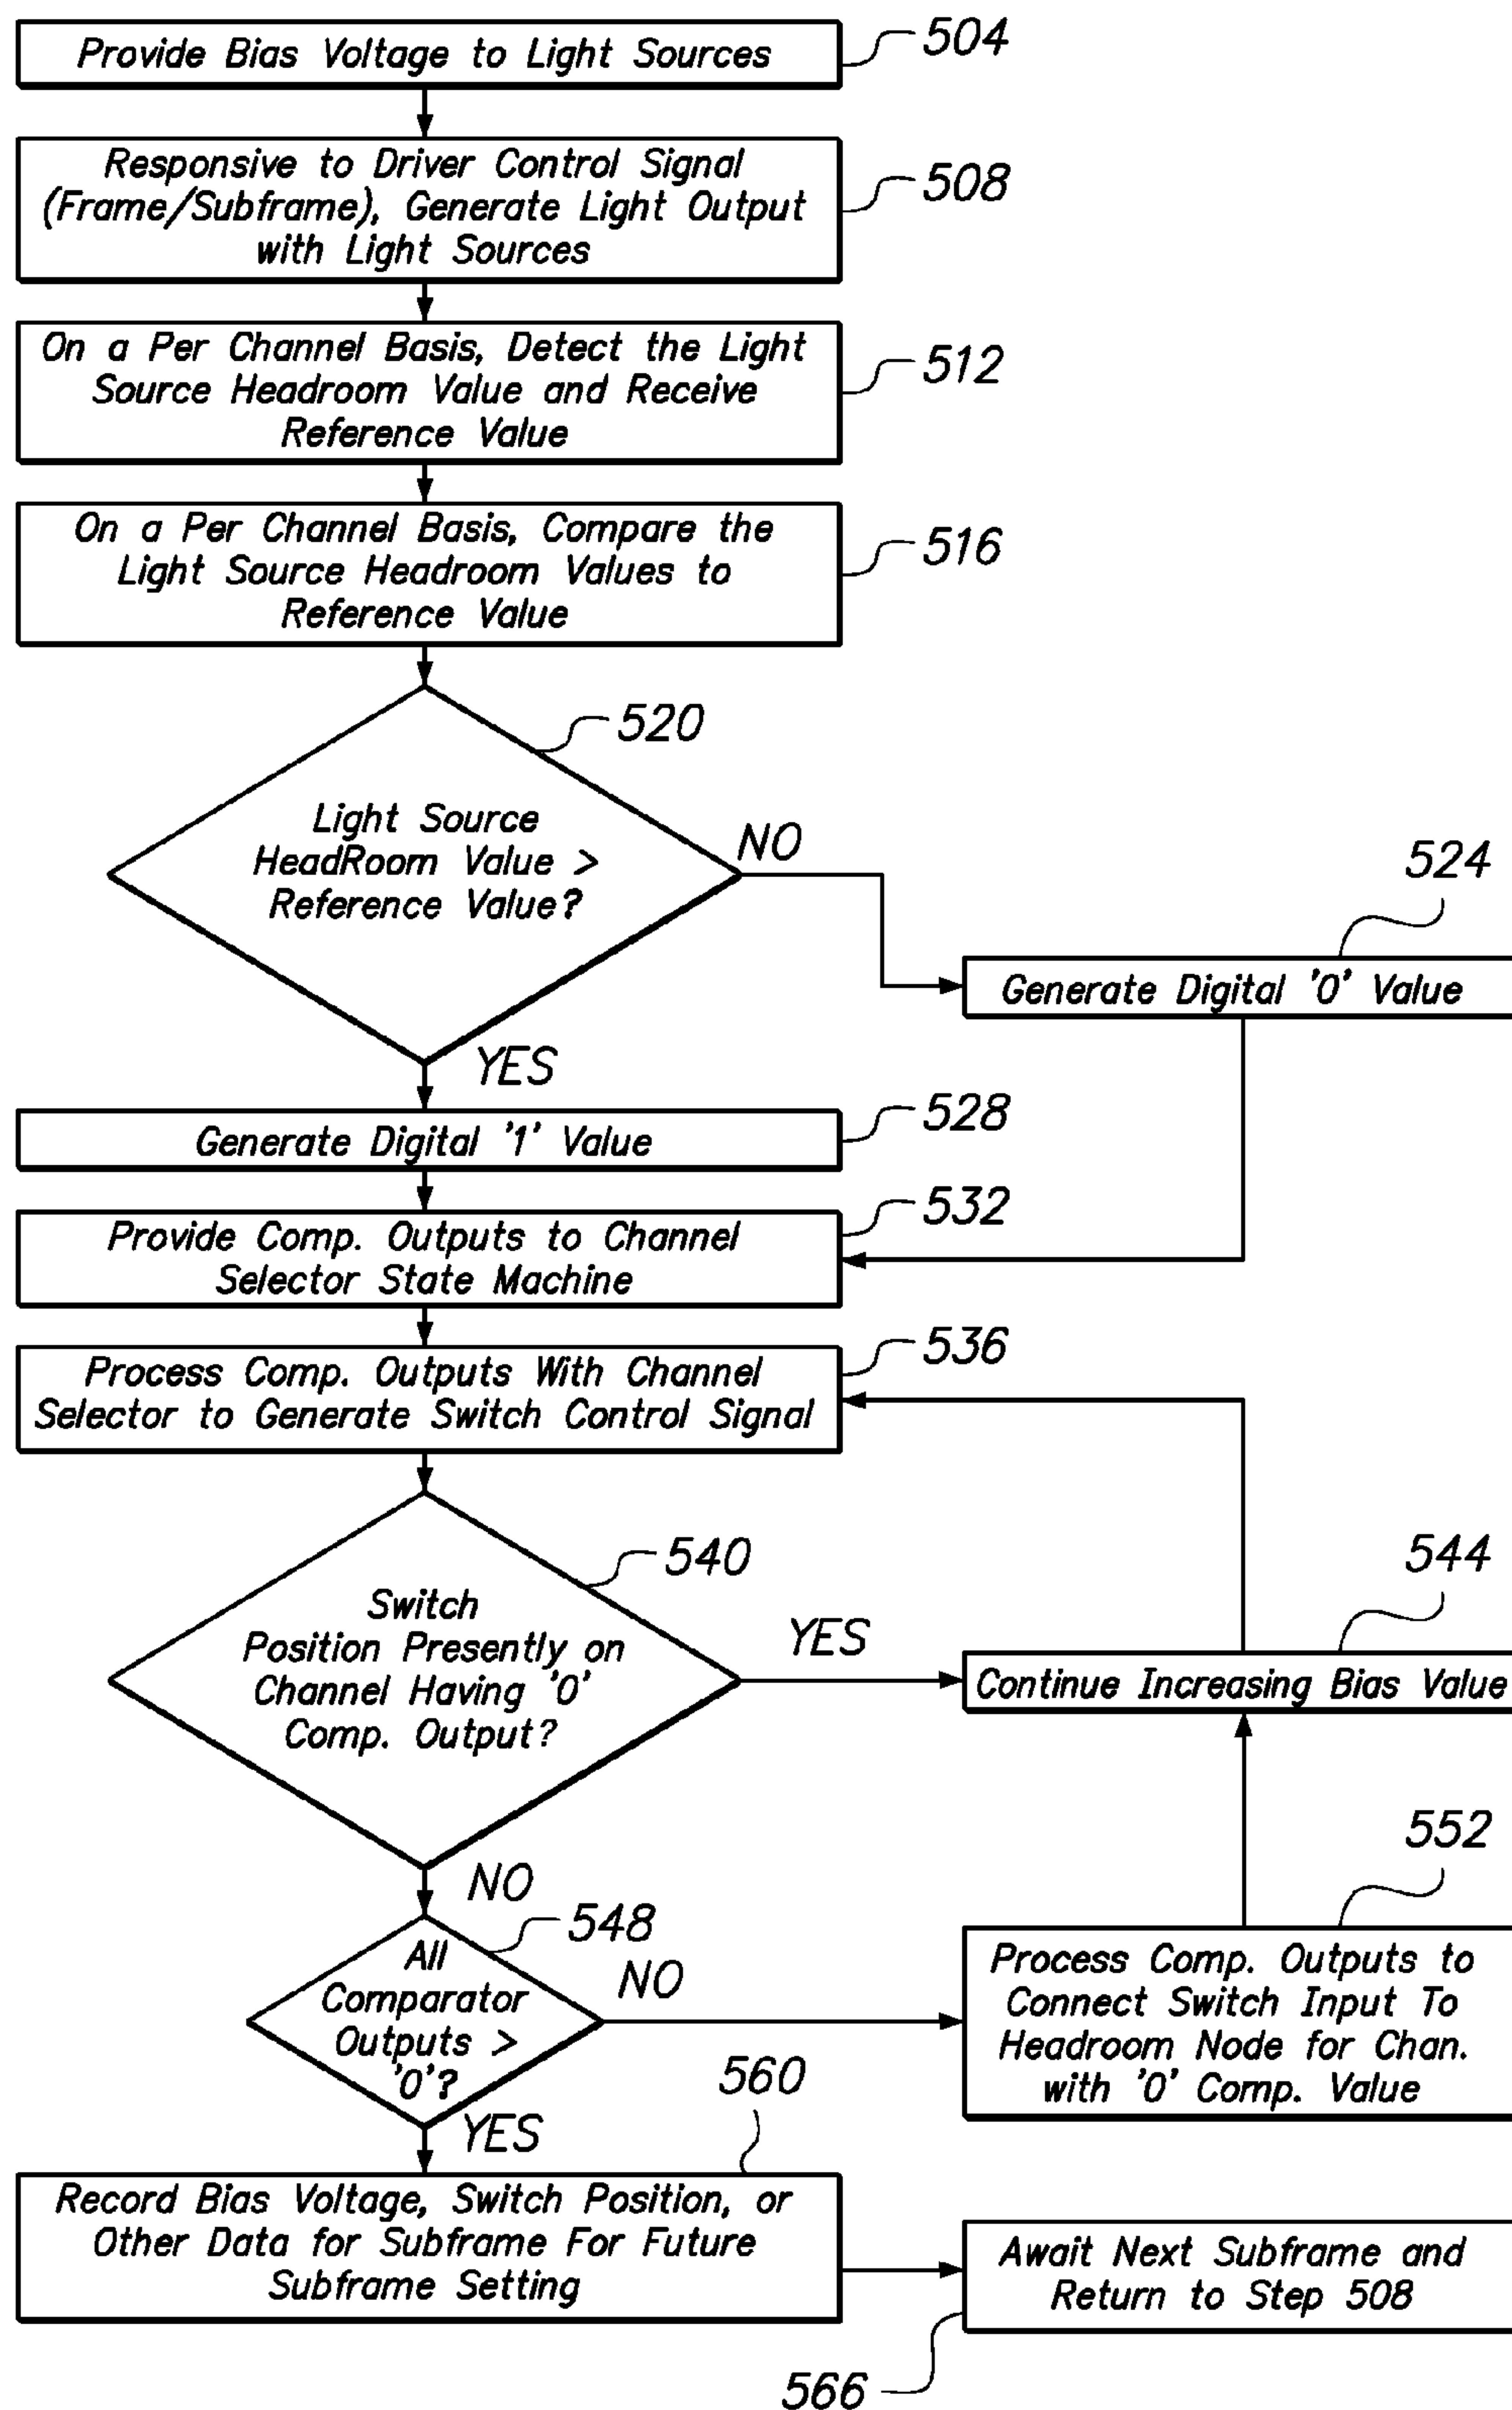 Provide Bias Voltage to Light Sources
504
Responsive to Driver Control Signal
(Frame/Subframe), Generate Light Output
with Light Sources
508
On a Per Channel Basis, Detect the Light
Source Headroom Value and Receive
Reference Value
512
On a Per Channel Basis, Compare the
Light Source Headroom Values to
Reference Value
516
520
Light Source
HeadRoom Value >
Reference Value?
NO
524
Generate Digital '0' Value
YES
Generate Digital '1' Value
528
Provide Comp. Outputs to Channel
Selector State Machine
532
Process Comp. Outputs With Channel
Selector to Generate Switch Control Signal
536
540
Switch
Position Presently on
Channel Having '0'
Comp. Output?
YES
544
Continue Increasing Bias Value
NO
548
All
Comparator
Outputs >
'0'?
NO
552
Process Comp. Outputs to
Connect Switch Input To
Headroom Node for Chan.
with '0' Comp. Value
YES
560
Record Bias Voltage, Switch Position, or
Other Data for Subframe For Future
Subframe Setting
Await Next Subframe and
Return to Step 508
566